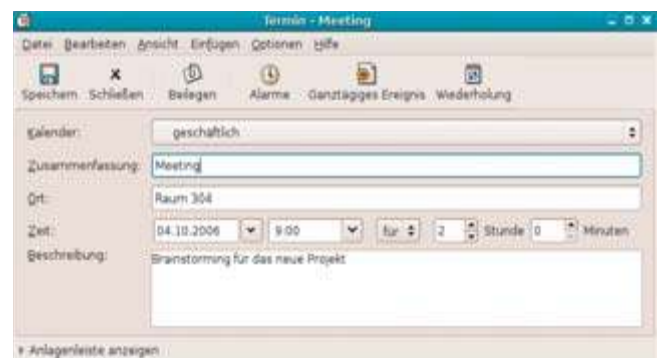 Termin - Meeting
Datei Bearbeiten Ansicht Einfügen Optionen Hilfe
Speichern Schließen Belegen Alarme Ganztägiges Ereignis Wiederholung
Kalender: geschäftlich
Zusammenfassung: Meeting
Ort: Raum 304
Zeit: 04.10.2006 9:00 für 2 Stunde 0 Minuten
Beschreibung: Brainstorming für das neue Projekt
Anlagenleiste anzeigen